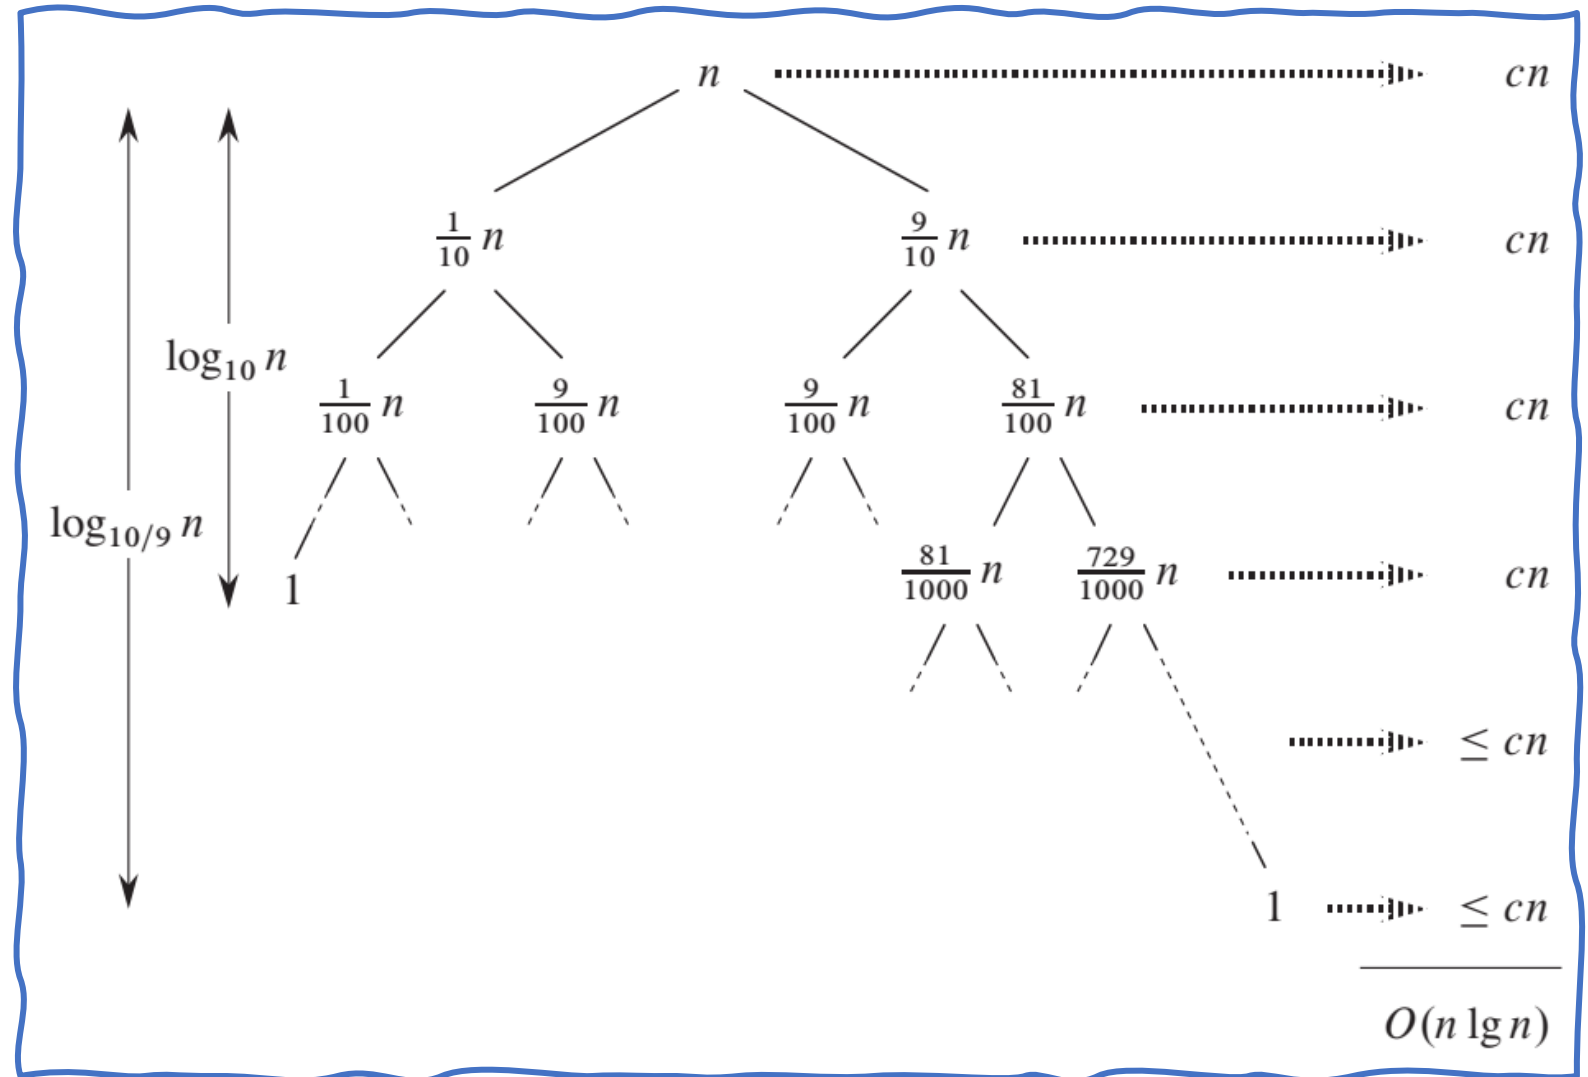 n cn
1/10 n 9/10 n cn
log₁₀ n
1/100 n 9/100 n 9/100 n 81/100 n cn
log₁₀/₉ n
1 81/1000 n 729/1000 n cn
≤ cn
1 ≤ cn
O(n lg n)